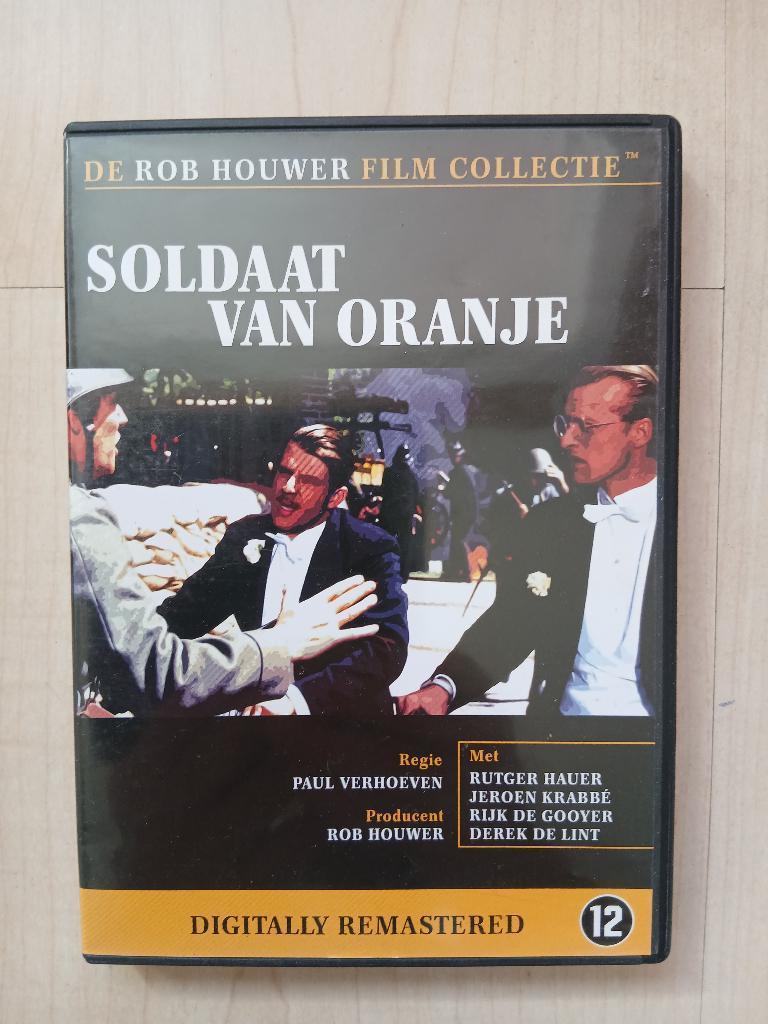 DE ROB HOUWER FILM COLLECTIE™
SOLDAAT
VAN ORANJE
Regie
PAUL VERHOEVEN
Producent
ROB HOUWER
Met
RUTGER HAUER
JEROEN KRABBÉ
RIJK DE GOOYER
DEREK DE LINT
DIGITALLY REMASTERED
12